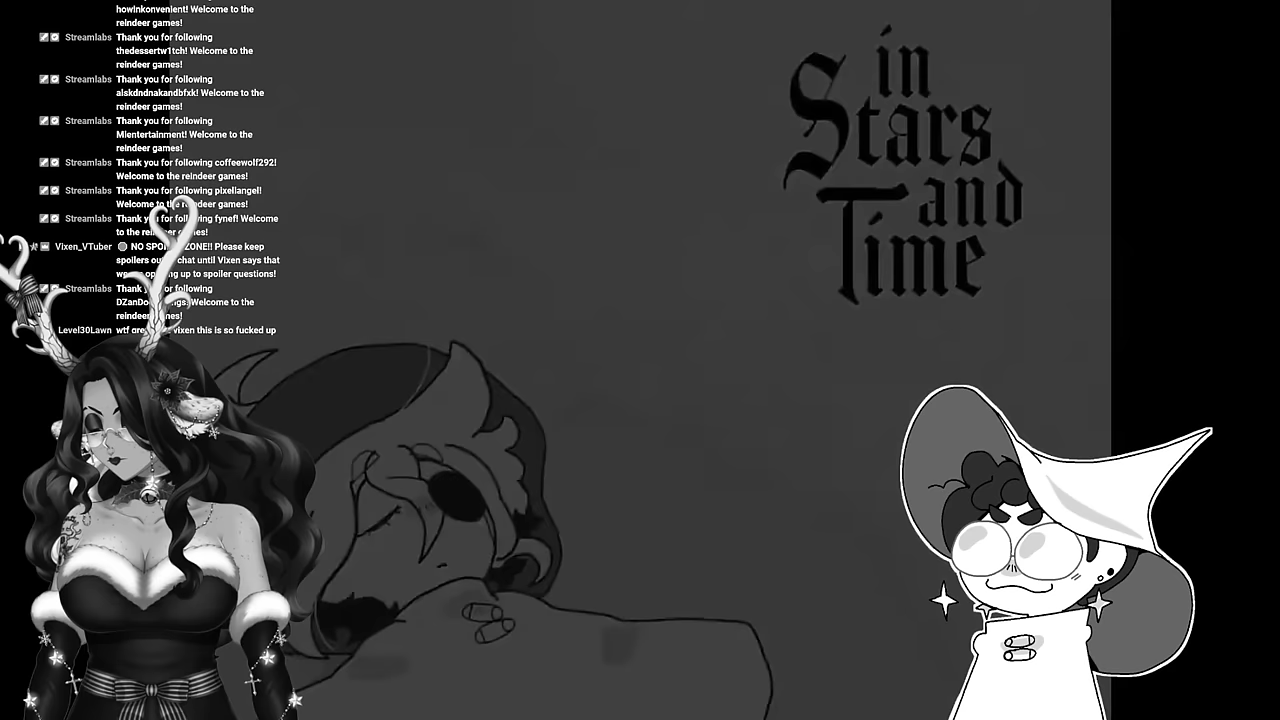 howinkonvenient! Welcome to the
reindeer games!
Streamlabs Thank you for following
thedessertw1tch! Welcome to the
reindeer games!
Streamlabs Thank you for following
alskdndnakandbfxk! Welcome to the
reindeer games!
Streamlabs Thank you for following
Mientertainment! Welcome to the
reindeer games!
Streamlabs Thank you for following coffeewolf292!
Welcome to the reindeer games!
Streamlabs Thank you for following pixellangel!
Welcome to reindeer games!
Streamlabs Thank for following fynef! Welcome
to the games!
Vixen_VTuber NO ZONE!! Please keep
spoilers chat until Vixen says that
up to spoiler questions!
Streamlabs Thank following
Welcome to the
reindeer
Level30Lawn wtf vixen this is so fucked up
in
Stars
and
Time